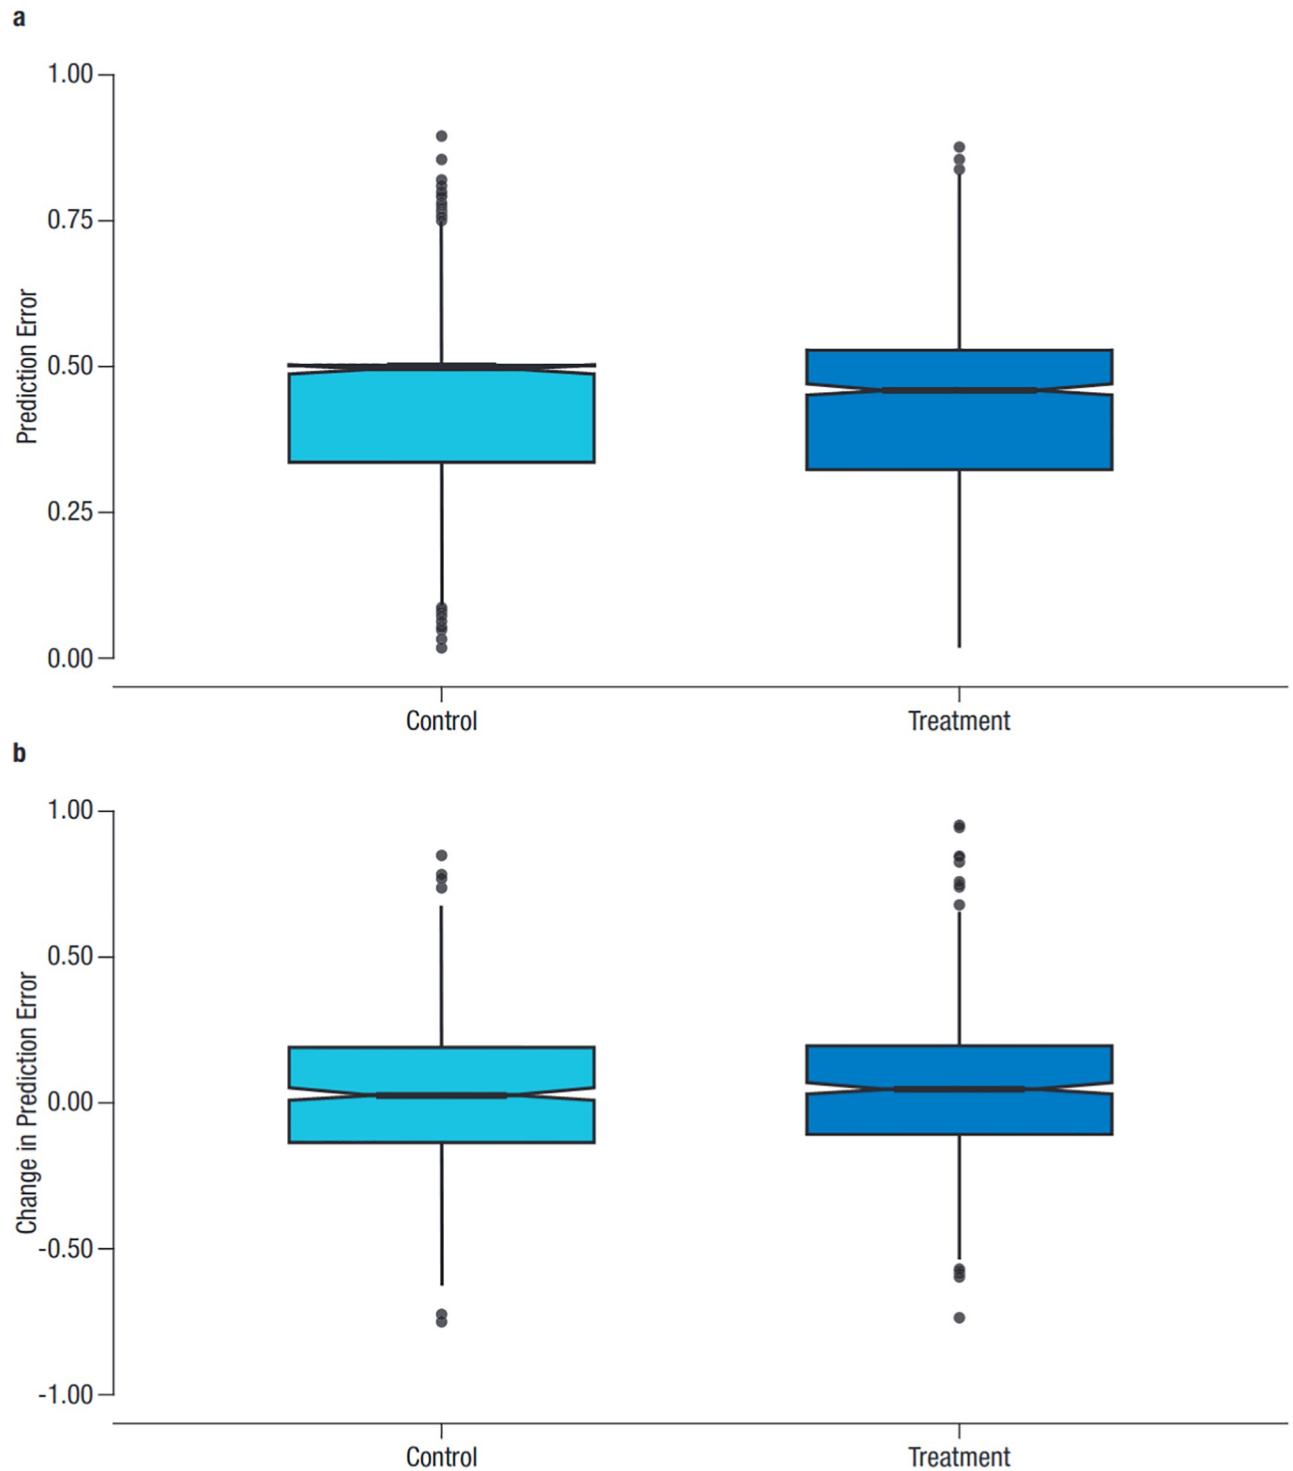 a
1.00
0.75
0.50
0.25
0.00
Prediction Error
Control
Treatment
b
1.00
0.50
0.00
-0.50
-1.00
Change in Prediction Error
Control
Treatment